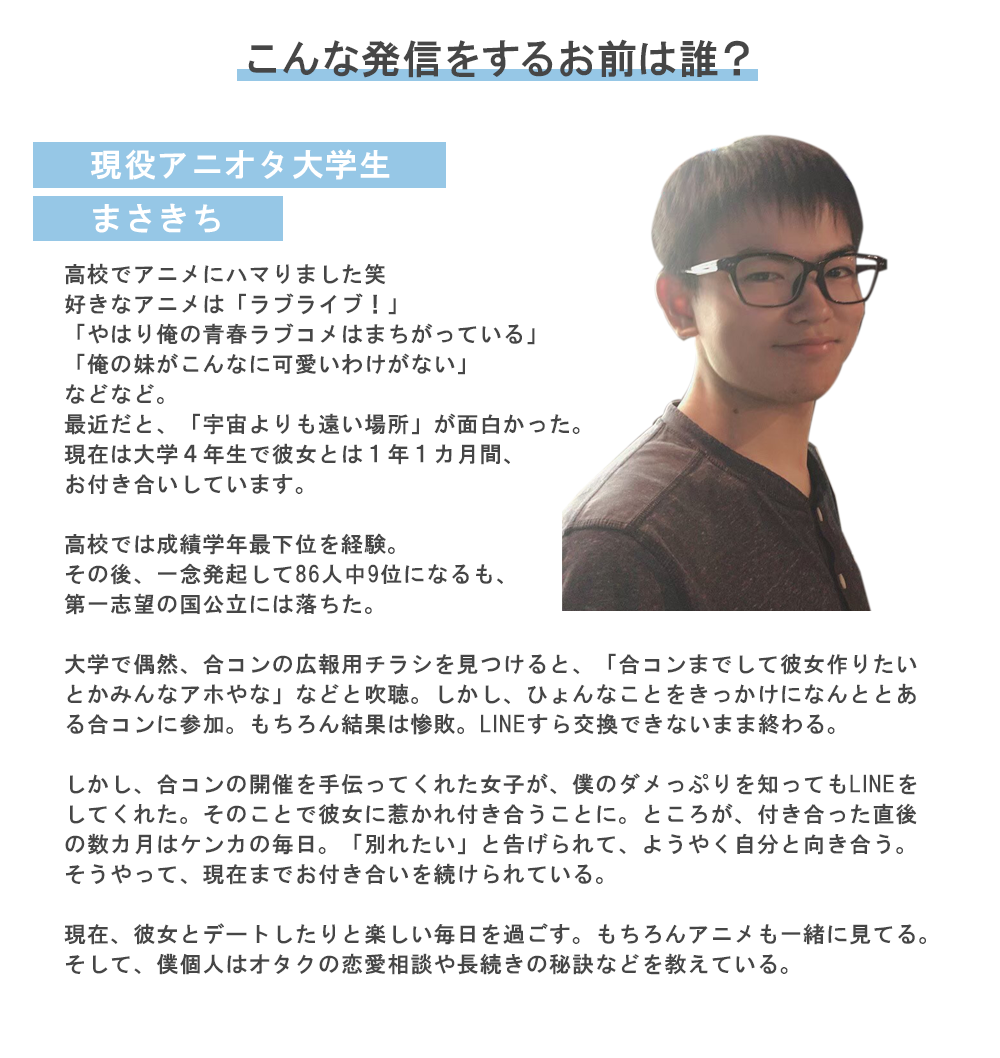 こんな発信をするお前は誰？
現役アニオタ大学生
まさきち
高校でアニメにハマりました笑
好きなアニメは「ラブライブ！」
「やはり俺の青春ラブコメはまちがっている」
「俺の妹がこんなに可愛いわけがない」
などなど。
最近だと、「宇宙よりも遠い場所」が面白かった。
現在は大学４年生で彼女とは１年１カ月間、
お付き合いしています。
高校では成績学年最下位を経験。
その後、一念発起して86人中9位になるも、
第一志望の国公立には落ちた。
大学で偶然、合コンの広報用チラシを見つけると、「合コンまでして彼女作りたい
とかみんなアホやな」などと吹聴。しかし、ひょんなことをきっかけになんととあ
る合コンに参加。もちろん結果は惨敗。LINEすら交換できないまま終わる。
しかし、合コンの開催を手伝ってくれた女子が、僕のダメっぷりを知ってもLINEを
してくれた。そのことで彼女に惹かれ付き合うことに。ところが、付き合った直後
の数カ月はケンカの毎日。「別れたい」と告げられて、ようやく自分と向き合う。
そうやって、現在までお付き合いを続けられている。
現在、彼女とデートしたりと楽しい毎日を過ごす。もちろんアニメも一緒に見てる。
そして、僕個人はオタクの恋愛相談や長続きの秘訣などを教えている。